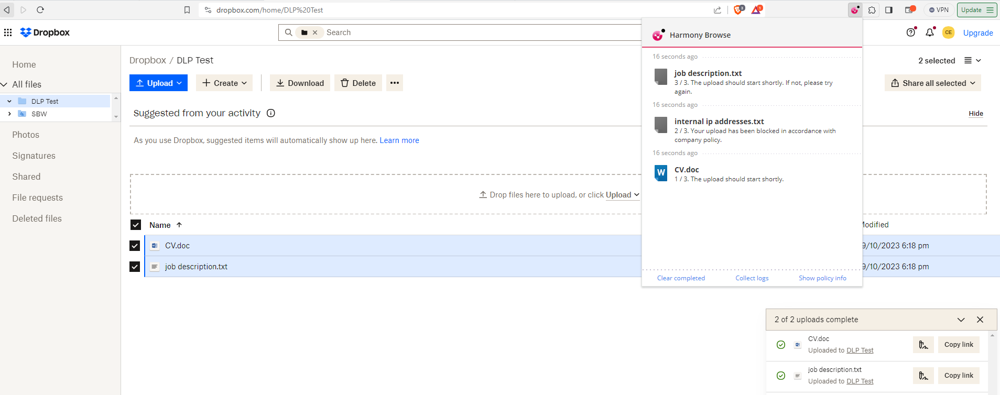 dropbox.com/home/DLP%20Test
3
1
VPN
Update
Dropbox
Search
CE
Upgrade
Harmony Browse
Home
All files
DLP Test
SBW
Photos
Signatures
Shared
File requests
Deleted files
Dropbox / DLP Test
2 selected
Upload
Create
Download
Delete
Share all selected
Suggested from your activity
Hide
As you use Dropbox, suggested items will automatically show up here. Learn more
Drop files here to upload, or click Upload
Name
Modified
CV.doc
9/10/2023 6:18 pm
job description.txt
9/10/2023 6:18 pm
16 seconds ago
job description.txt
3 / 3. The upload should start shortly. If not, please try
again.
16 seconds ago
internal ip addresses.txt
2 / 3. Your upload has been blocked in accordance with
company policy.
16 seconds ago
W
CV.doc
1 / 3. The upload should start shortly.
Clear completed
Collect logs
Show policy info
2 of 2 uploads complete
CV.doc
Uploaded to DLP Test
Copy link
job description.txt
Uploaded to DLP Test
Copy link